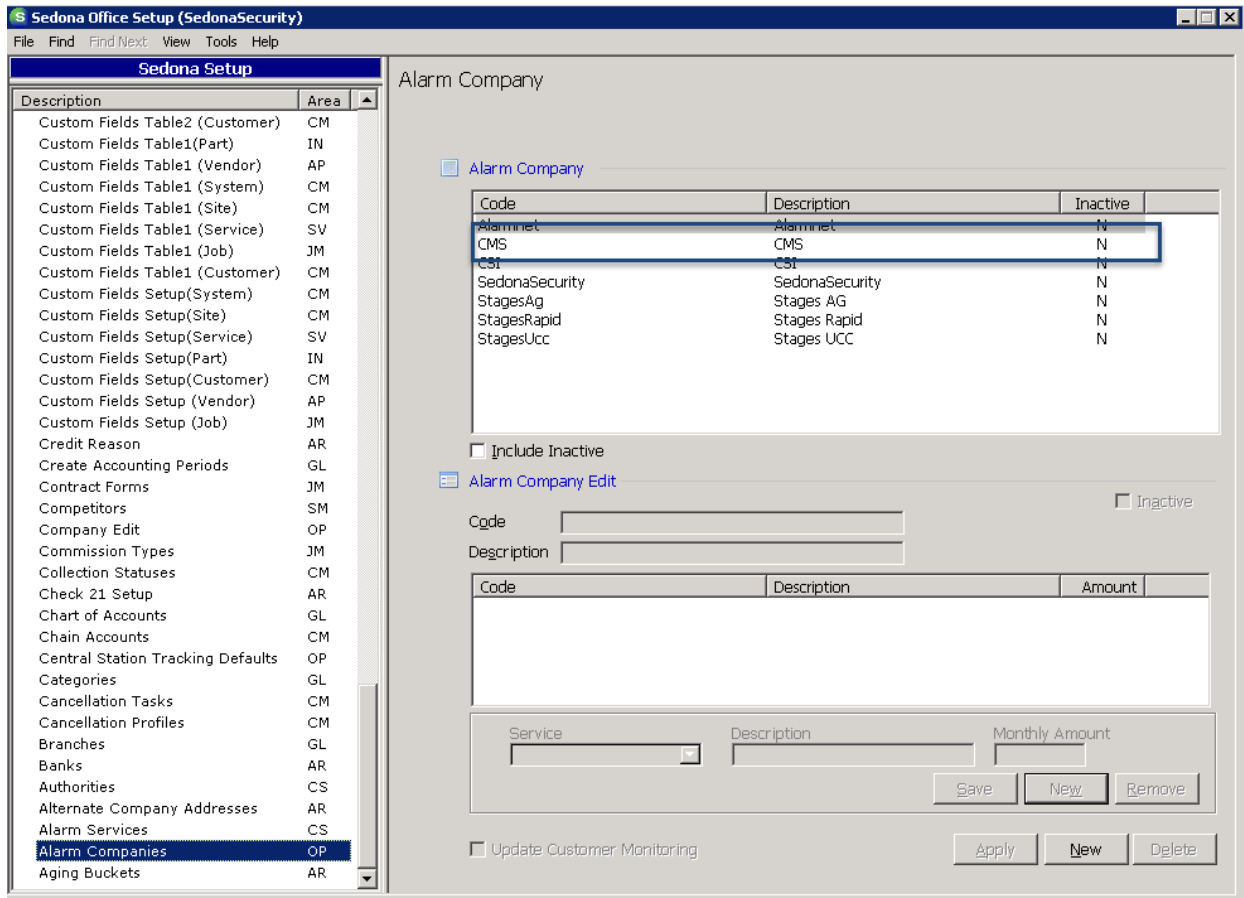 Sedona Office Setup (SedonaSecurity)
File Find Find Next View Tools Help
Sedona Setup
Description Area
Custom Fields Table2 (Customer) CM
Custom Fields Table1(Part) IN
Custom Fields Table1 (Vendor) AP
Custom Fields Table1 (System) CM
Custom Fields Table1 (Site) CM
Custom Fields Table1 (Service) SV
Custom Fields Table1 (Job) JM
Custom Fields Table1 (Customer) CM
Custom Fields Setup(System) CM
Custom Fields Setup(Site) CM
Custom Fields Setup(Service) SV
Custom Fields Setup(Part) IN
Custom Fields Setup(Customer) CM
Custom Fields Setup (Vendor) AP
Custom Fields Setup (Job) JM
Credit Reason AR
Create Accounting Periods GL
Contract Forms JM
Competitors SM
Company Edit OP
Commission Types JM
Collection Statuses CM
Check 21 Setup AR
Chart of Accounts GL
Chain Accounts CM
Central Station Tracking Defaults OP
Categories GL
Cancellation Tasks CM
Cancellation Profiles CM
Branches GL
Banks AR
Authorities CS
Alternate Company Addresses AR
Alarm Services CS
Alarm Companies OP
Aging Buckets AR
Alarm Company
Alarm Company
Code Description Inactive
Alarmnet Alarmnet N
CMS CMS N
CSI CSI N
SedonaSecurity SedonaSecurity N
StagesAg Stages AG N
StagesRapid Stages Rapid N
StagesUcc Stages UCC N
Include Inactive
Alarm Company Edit
Inactive
Code
Description
Code Description Amount
Service Description Monthly Amount
Save New Remove
Update Customer Monitoring Apply New Delete